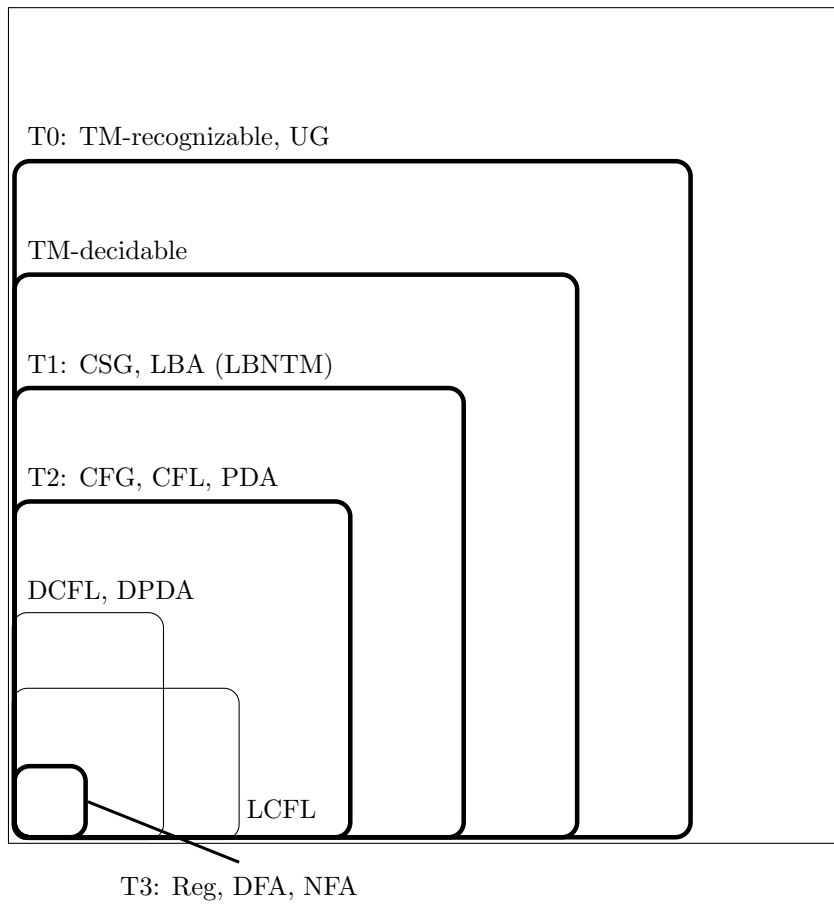 T0: TM-recognizable, UG
TM-decidable
T1: CSG, LBA (LBNTM)
T2: CFG, CFL, PDA
DCFL, DPDA
LCFL
T3: Reg, DFA, NFA